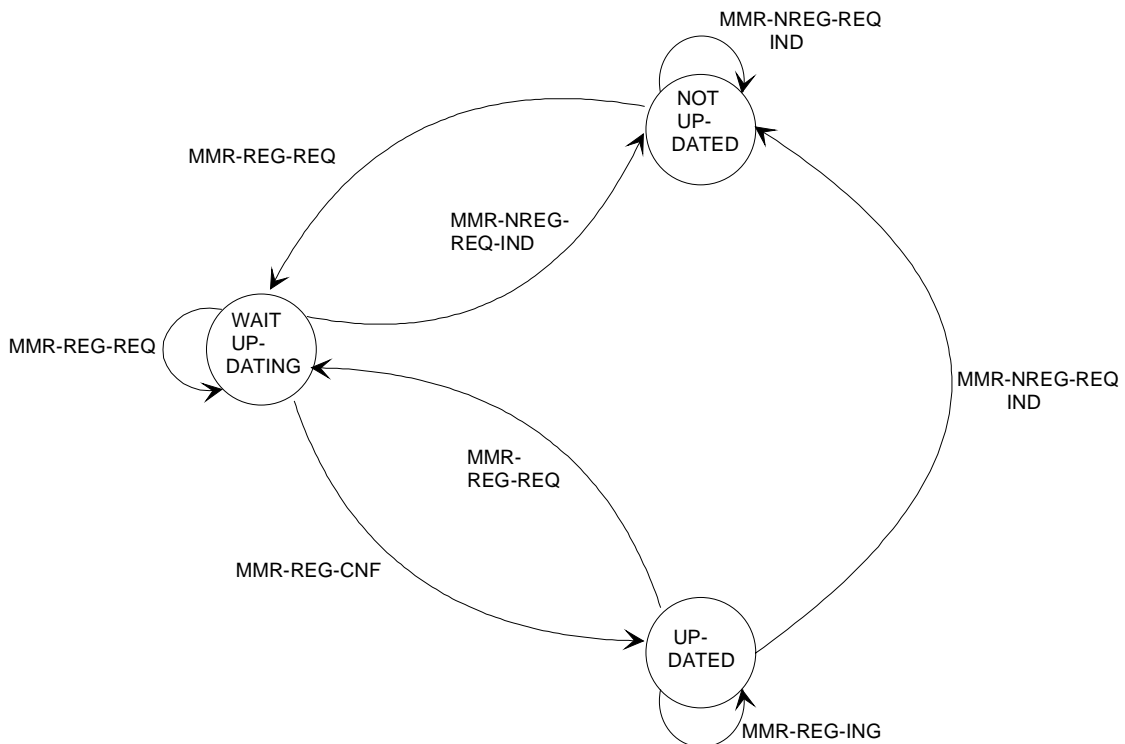 MMR-NREG-REQ
IND
NOT
UP-
DATED
MMR-REG-REQ
MMR-NREG-
REQ-IND
WAIT
UP-
DATING
MMR-REG-REQ
MMR-NREG-REQ
IND
MMR-
REG-REQ
MMR-REG-CNF
UP-
DATED
MMR-REG-ING